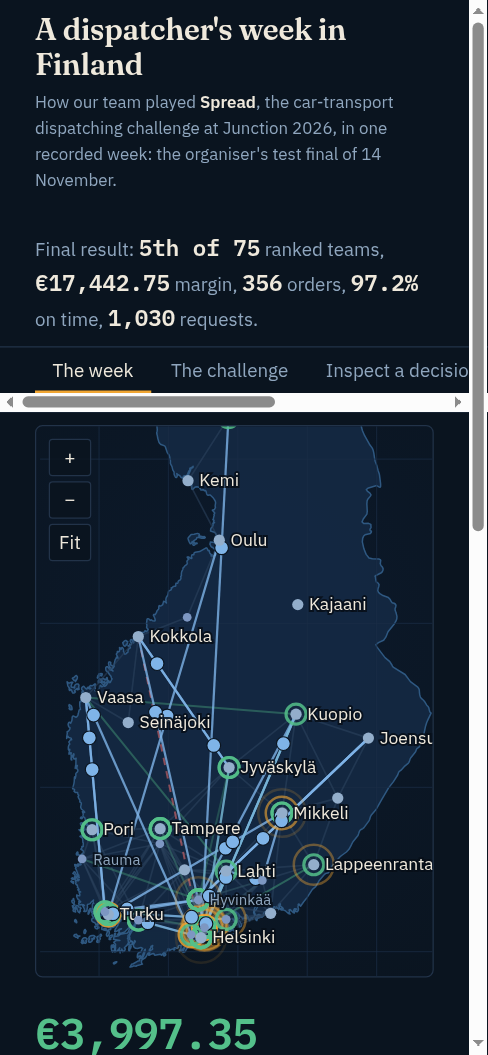 A dispatcher's week in
Finland
How our team played Spread, the car-transport
dispatching challenge at Junction 2026, in one
recorded week: the organiser's test final of 14
November.
Final result: 5th of 75 ranked teams,
€17,442.75 margin, 356 orders, 97.2%
on time, 1,030 requests.
The week The challenge Inspect a decisio
+
−
Fit
Kemi
Oulu
Kajaani
Kokkola
Vaasa
Seinäjoki
Kuopio
Joensu
Jyväskylä
Mikkeli
Pori
Tampere
Rauma
Lahti
Lappeenranta
Hyvinkää
Turku
Helsinki
€3,997.35